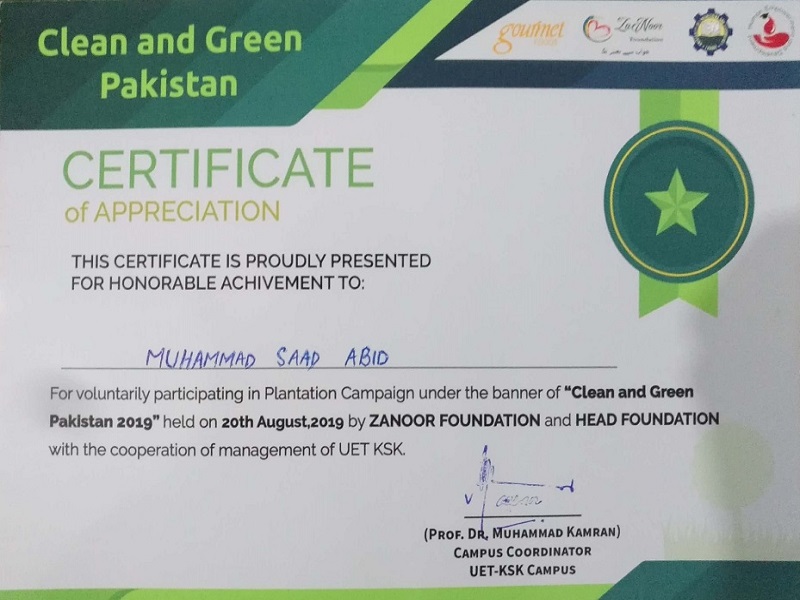 Clean and Green
Pakistan
gourmet
FOODS
ZaNoor
Foundation
CERTIFICATE
of APPRECIATION
THIS CERTIFICATE IS PROUDLY PRESENTED
FOR HONORABLE ACHIVEMENT TO:
MUHAMMAD SAAD ABID
For voluntarily participating in Plantation Campaign under the banner of “Clean and Green
Pakistan 2019” held on 20th August,2019 by ZANOOR FOUNDATION and HEAD FOUNDATION
with the cooperation of management of UET KSK.
(PROF. DR. MUHAMMAD KAMRAN)
CAMPUS COORDINATOR
UET-KSK CAMPUS